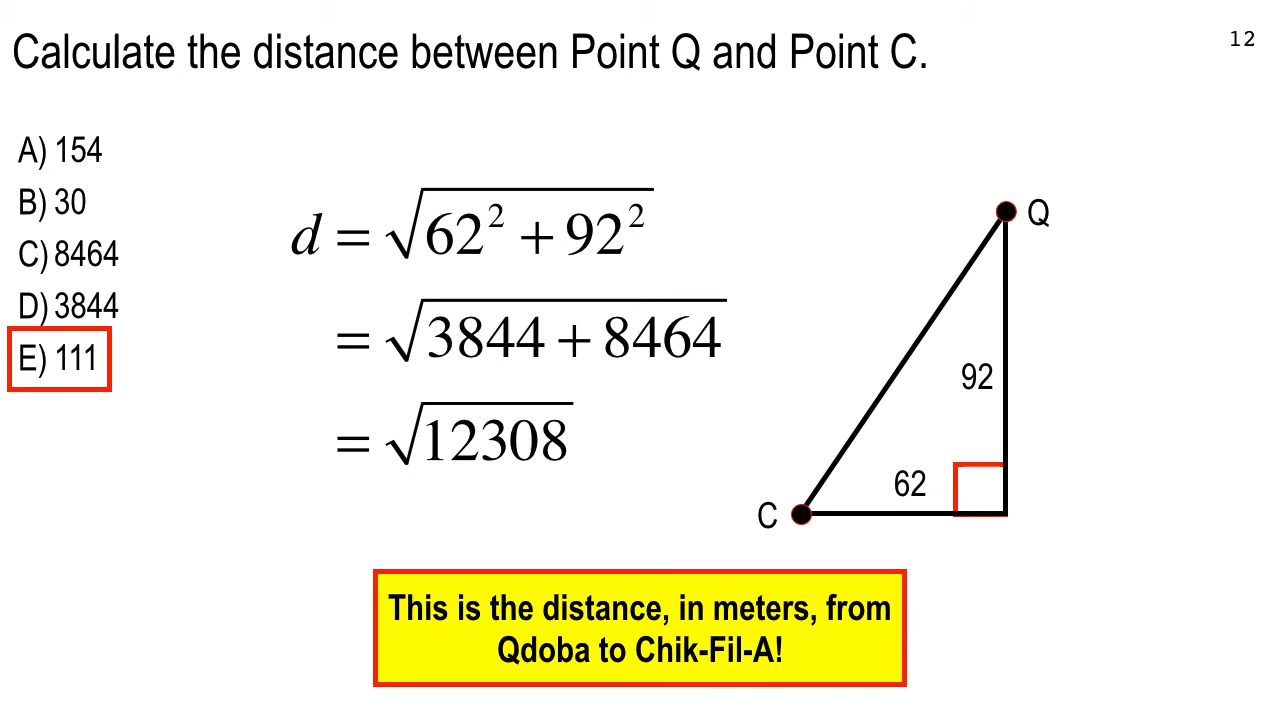 Calculate the distance between Point Q and Point C.
12
A) 154
B) 30
C) 8464
D) 3844
E) 111
d = √62² + 92²
= √3844 + 8464
= √12308
Q
92
62
C
This is the distance, in meters, from
Qdoba to Chik-Fil-A!